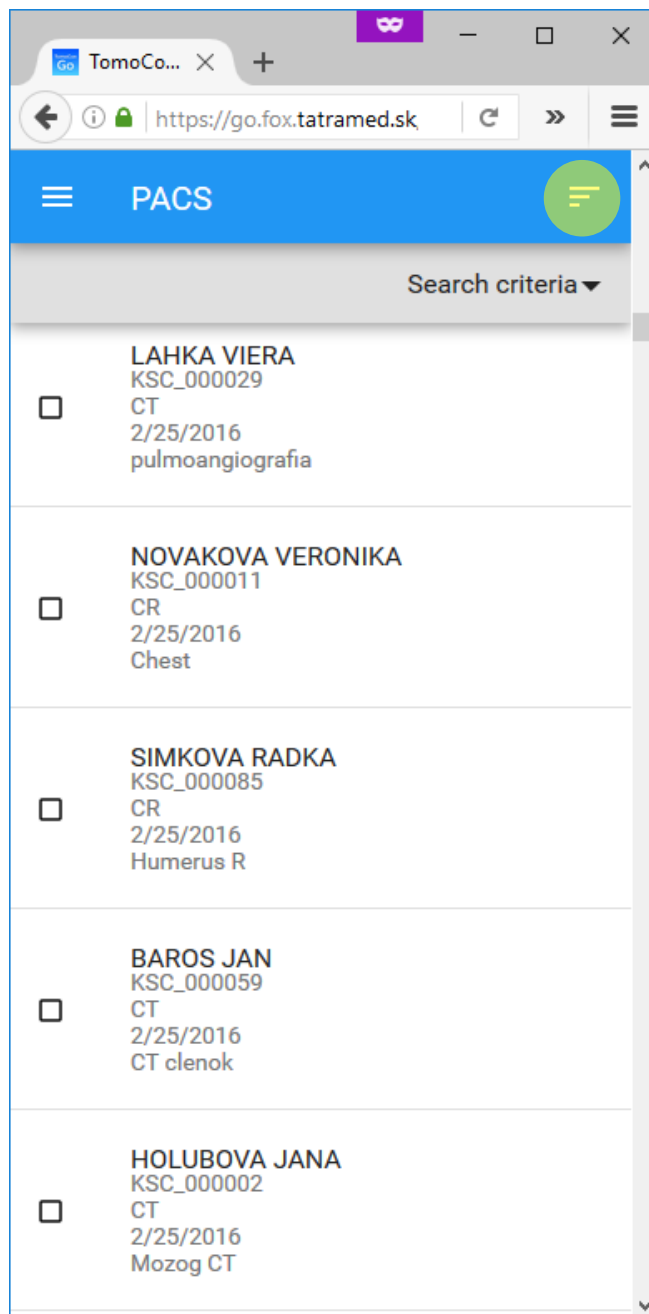 TomoCo...
Go
https://go.fox.tatramed.sk
PACS
Search criteria
LAHKA VIERA
KSC_000029
CT
2/25/2016
pulmoangiografia
NOVAKOVA VERONIKA
KSC_000011
CR
2/25/2016
Chest
SIMKOVA RADKA
KSC_000085
CR
2/25/2016
Humerus R
BAROS JAN
KSC_000059
CT
2/25/2016
CT clenok
HOLUBOVA JANA
KSC_000002
CT
2/25/2016
Mozog CT